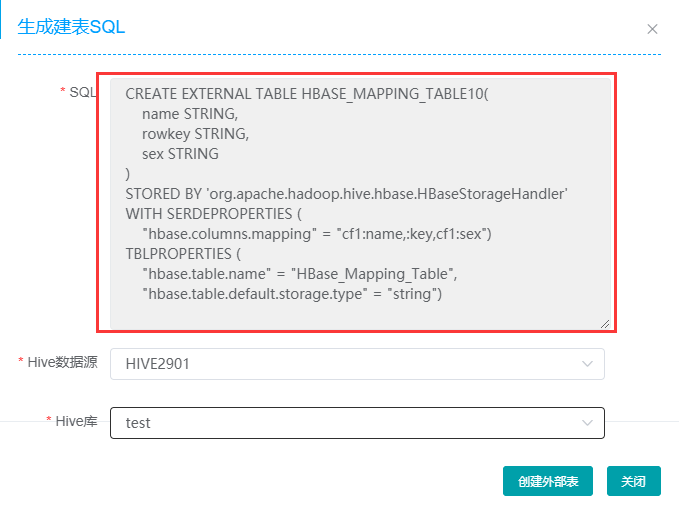 生成建表SQL
* SQL
CREATE EXTERNAL TABLE HBASE_MAPPING_TABLE10(
    name STRING,
    rowkey STRING,
    sex STRING
)
STORED BY 'org.apache.hadoop.hive.hbase.HBaseStorageHandler'
WITH SERDEPROPERTIES (
    "hbase.columns.mapping" = "cf1:name,:key,cf1:sex")
TBLPROPERTIES (
    "hbase.table.name" = "HBase_Mapping_Table",
    "hbase.table.default.storage.type" = "string")
* Hive数据源 HIVE2901
* Hive库 test
创建外部表 关闭